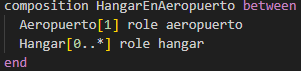 composition HangarEnAeropuerto between
Aeropuerto[1] role aeropuerto
Hangar[0..*] role hangar
end